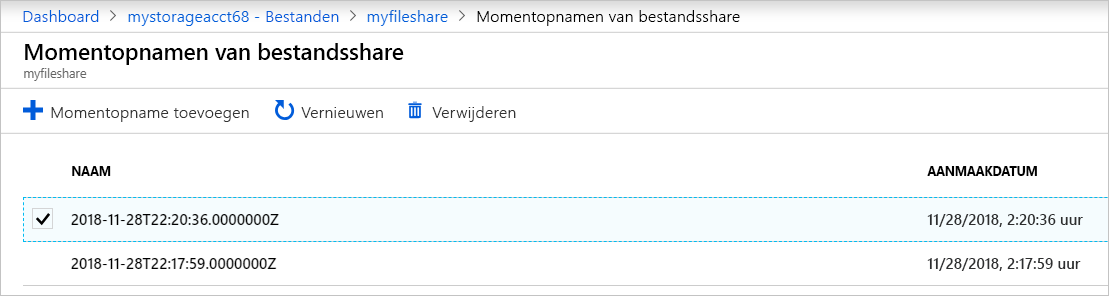 Dashboard > mystorageacct68 - Bestanden > myfileshare > Momentopnamen van bestandsshare
Momentopnamen van bestandsshare
myfileshare
Momentopname toevoegen Vernieuwen Verwijderen
NAAM AANMAAKDATUM
2018-11-28T22:20:36.0000000Z 11/28/2018, 2:20:36 uur
2018-11-28T22:17:59.0000000Z 11/28/2018, 2:17:59 uur